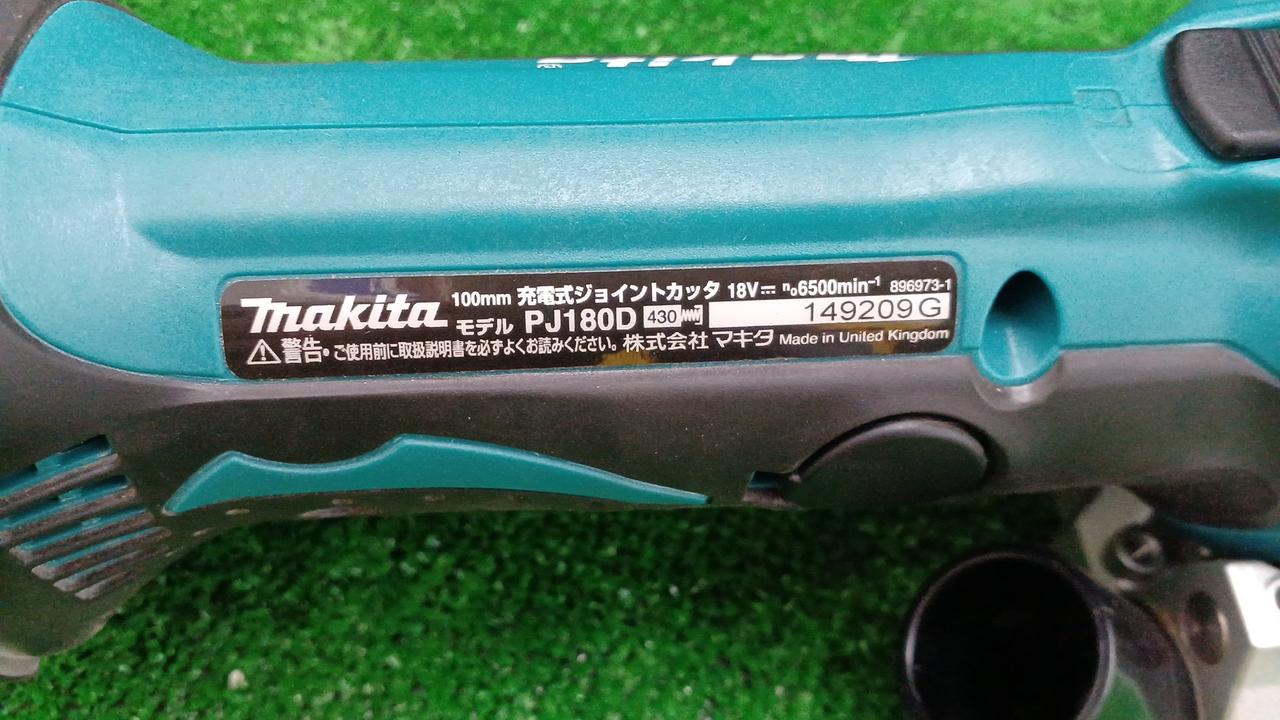 makita 100mm 充電式ジョイントカッタ 18V⎓ n₀6500min⁻¹ 896973-1
モデル PJ180D 430 149209G
⚠警告・ご使用前に取扱説明書を必ずよくお読みください。株式会社マキタ Made in United Kingdom